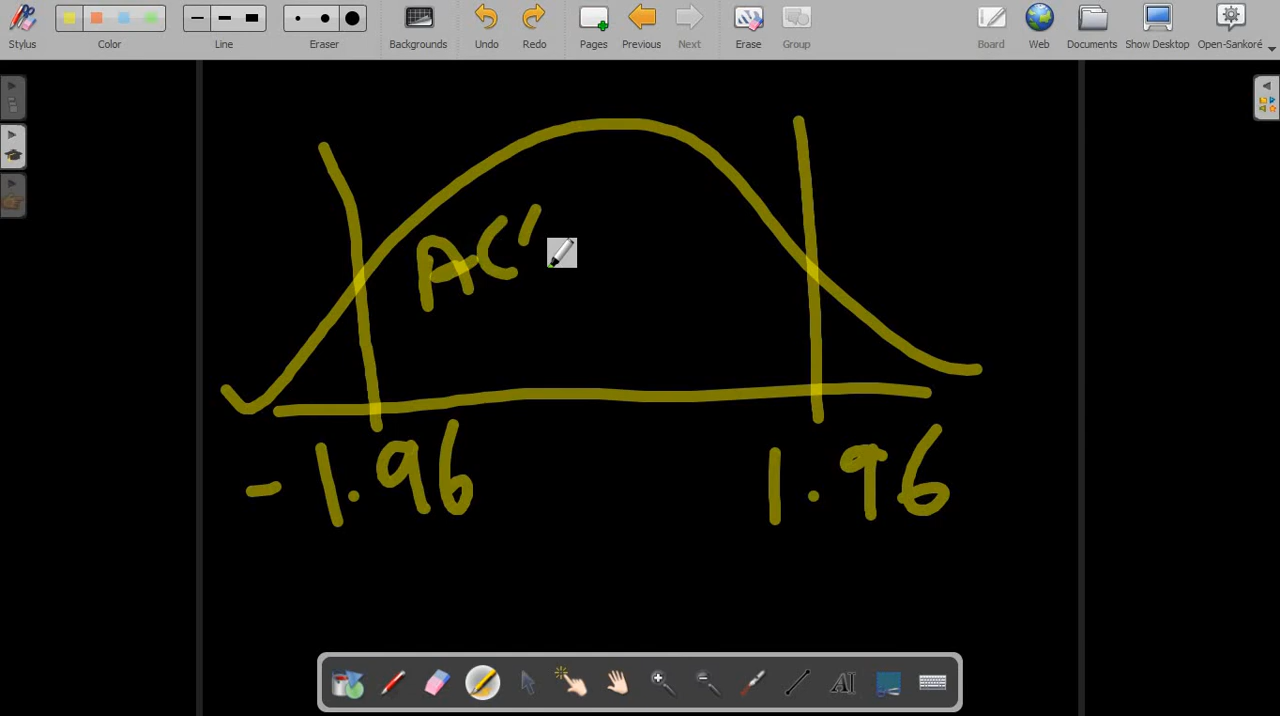 Stylus Color Line Eraser Backgrounds Undo Redo Pages Previous Next Erase Group Board Web Documents Show Desktop Open-Sankoré
AC
-1.96 1.96
AI